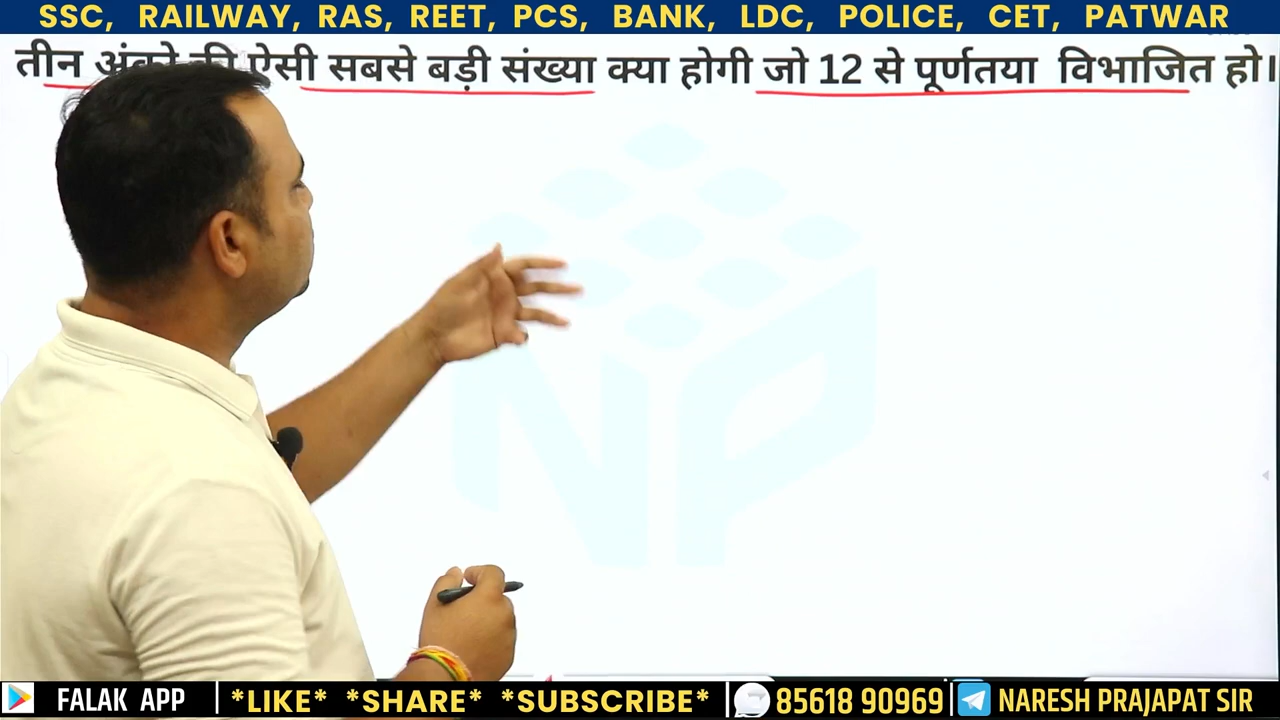 SSC, RAILWAY, RAS, REET, PCS, BANK, LDC, POLICE, CET, PATWAR
तीन ऐसी सबसे बड़ी संख्या क्या होगी जो 12 से पूर्णतया विभाजित हो।
NP
FALAK APP *LIKE* *SHARE* *SUBSCRIBE* 85618 90969 NARESH PRAJAPAT SIR